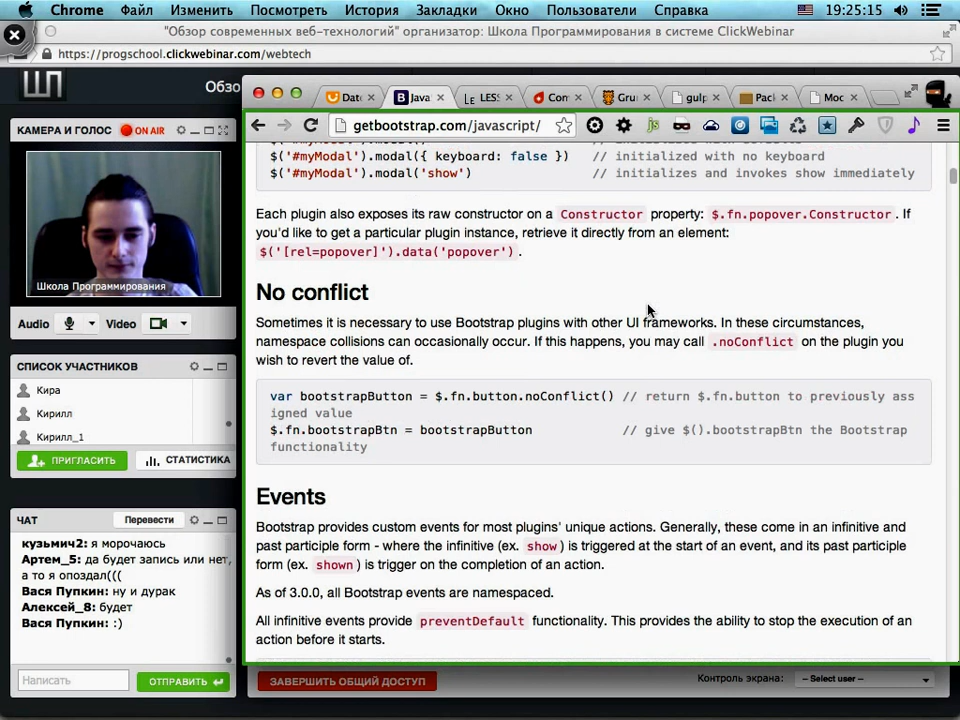 Chrome Файл Изменить Посмотреть История Закладки Окно Пользователи Справка 19:25:15
"Обзор современных веб-технологий" организатор: Школа Програмирования в системе ClickWebinar
https://progschool.clickwebinar.com/webtech
ШП Обзо
КАМЕРА И ГОЛОС ON AIR
Школа Програмирования
Audio Video
СПИСОК УЧАСТНИКОВ
Кира
Кирилл
Кирилл_1
ПРИГЛАСИТЬ СТАТИСТИКА
ЧАТ Перевести
кузьмич2: я морочаюсь
Артем_5: да будет запись или нет,
а то я опоздал(((
Вася Пупкин: ну и дурак
Алексей_8: будет
Вася Пупкин: :)
Написать ОТПРАВИТЬ
Date Java LESS Com Gru gulp Pack Moc
getbootstrap.com/javascript/
$('#myModal').modal({ keyboard: false }) // initialized with no keyboard
$('#myModal').modal('show') // initializes and invokes show immediately
Each plugin also exposes its raw constructor on a Constructor property: $.fn.popover.Constructor. If
you'd like to get a particular plugin instance, retrieve it directly from an element:
$('[rel=popover]').data('popover').
No conflict
Sometimes it is necessary to use Bootstrap plugins with other UI frameworks. In these circumstances,
namespace collisions can occasionally occur. If this happens, you may call .noConflict on the plugin you
wish to revert the value of.
var bootstrapButton = $.fn.button.noConflict() // return $.fn.button to previously ass
igned value
$.fn.bootstrapBtn = bootstrapButton // give $().bootstrapBtn the Bootstrap
functionality
Events
Bootstrap provides custom events for most plugins' unique actions. Generally, these come in an infinitive and
past participle form - where the infinitive (ex. show) is triggered at the start of an event, and its past participle
form (ex. shown) is trigger on the completion of an action.
As of 3.0.0, all Bootstrap events are namespaced.
All infinitive events provide preventDefault functionality. This provides the ability to stop the execution of an
action before it starts.
ЗАВЕРШИТЬ ОБЩИЙ ДОСТУП Контроль экрана: -- Select user --